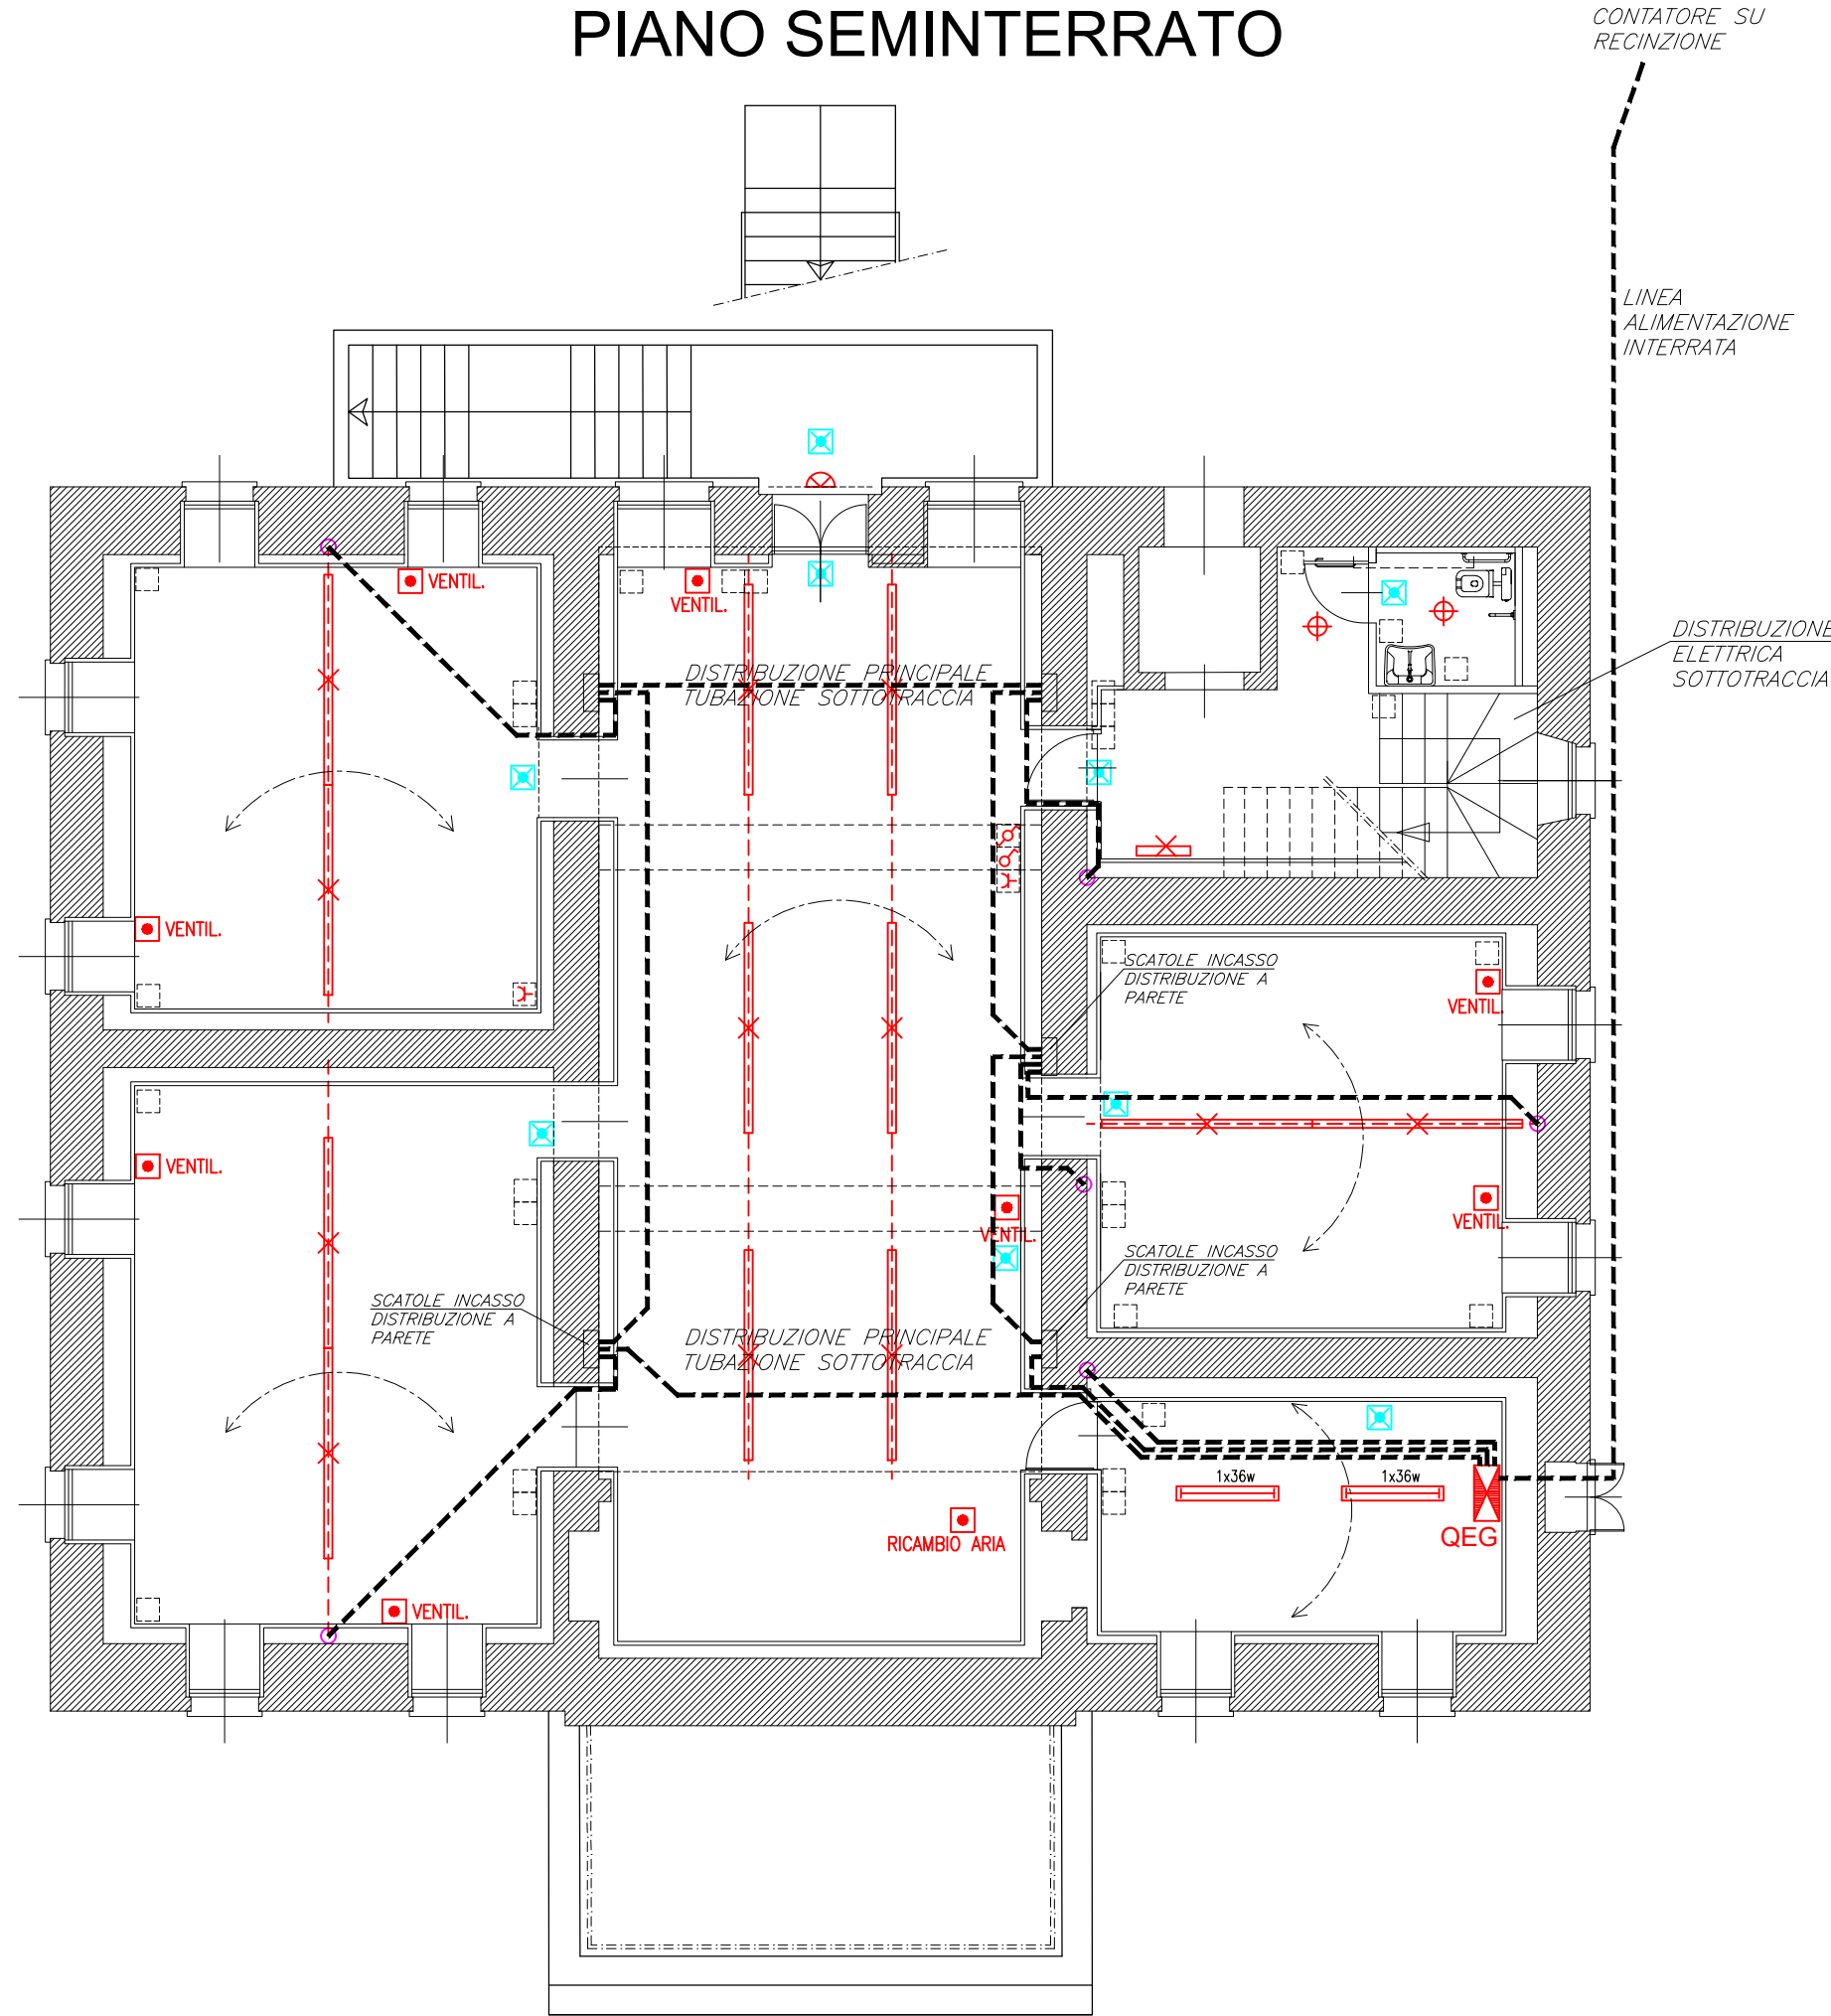 PIANO SEMINTERRATO
CONTATORE SU
RECINZIONE
LINEA
ALIMENTAZIONE
INTERRATA
VENTIL.
VENTIL.
DISTRIBUZIONE
ELETTRICA
SOTTOTRACCIA
DISTRIBUZIONE PRINCIPALE
TUBAZIONE SOTTOTRACCIA
VENTIL.
SCATOLE INCASSO
DISTRIBUZIONE A
PARETE
VENTIL.
VENTIL.
VENTIL.
VENTIL.
SCATOLE INCASSO
DISTRIBUZIONE A
PARETE
SCATOLE INCASSO
DISTRIBUZIONE A
PARETE
DISTRIBUZIONE PRINCIPALE
TUBAZIONE SOTTOTRACCIA
1x36w
1x36w
QEG
RICAMBIO ARIA
VENTIL.